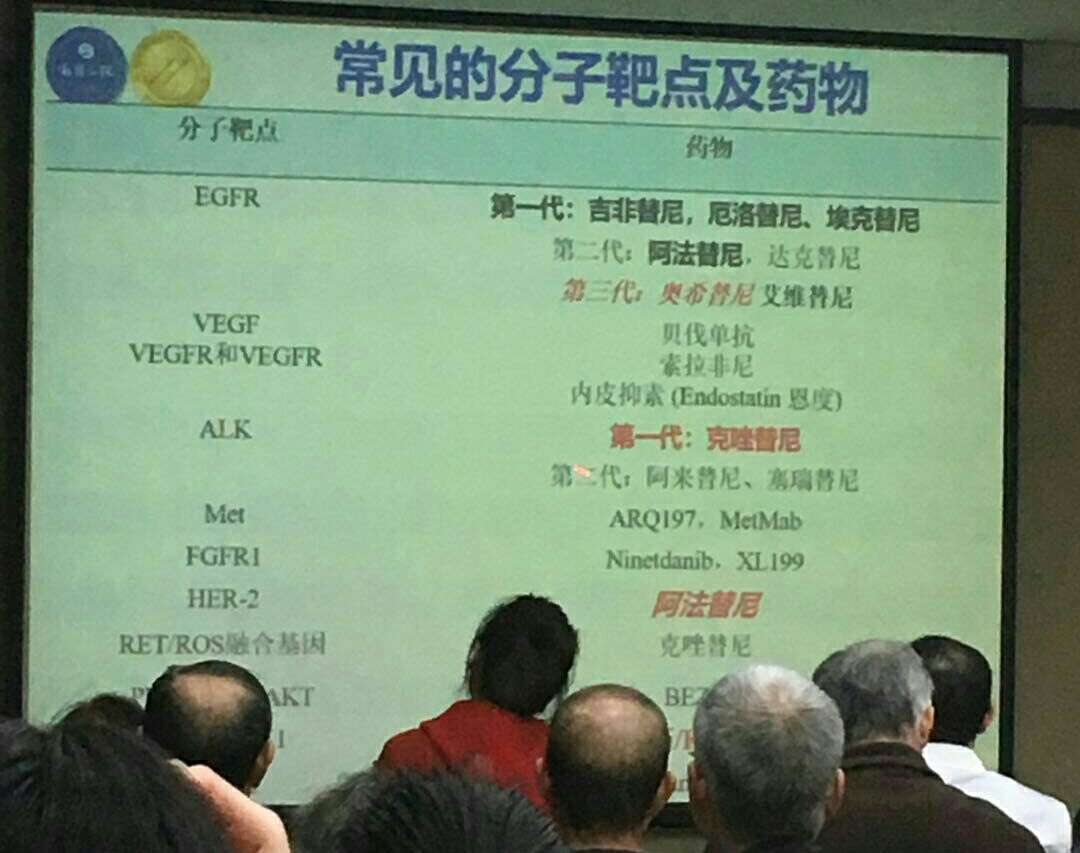 常见的分子靶点及药物
分子靶点 药物
EGFR 第一代：吉非替尼，厄洛替尼、埃克替尼
第二代：阿法替尼，达克替尼
第三代：奥希替尼 艾维替尼
VEGF 贝伐单抗
VEGFR和VEGFR 索拉非尼
内皮抑素 (Endostatin 恩度)
ALK 第一代：克唑替尼
第二代：阿来替尼、塞瑞替尼
Met ARQ197，MetMab
FGFR1 Ninetdanib，XL199
HER-2 阿法替尼
RET/ROS融合基因 克唑替尼
AKT